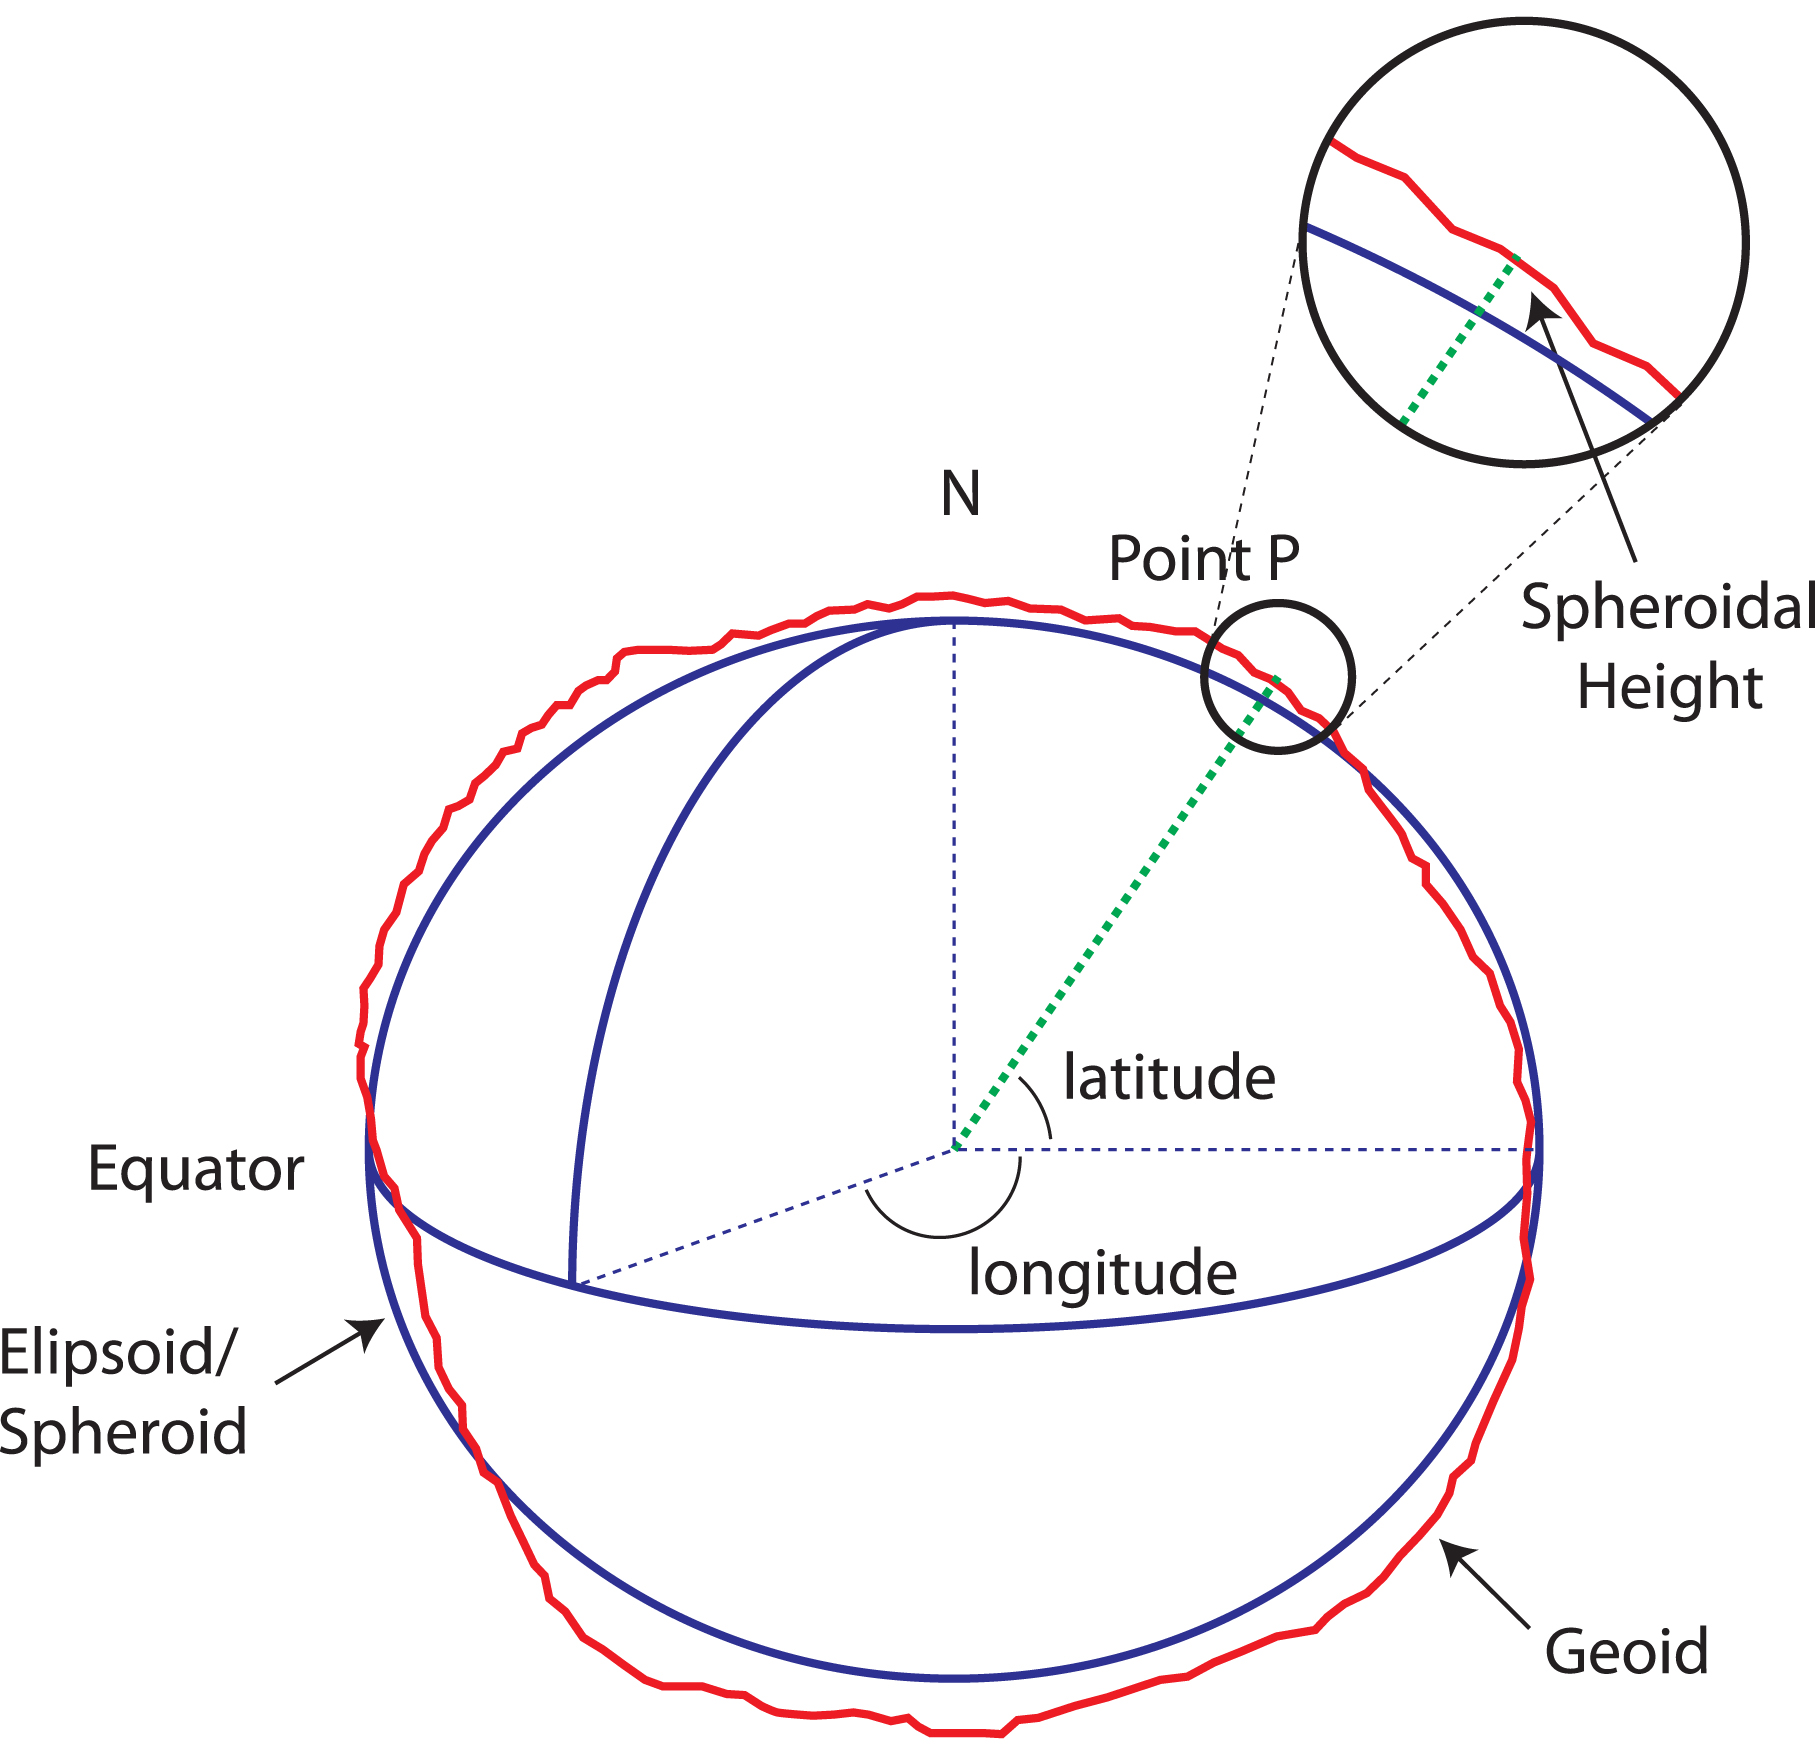 N
Point P
Spheroidal
Height
latitude
Equator
longitude
Elipsoid/
Spheroid
Geoid